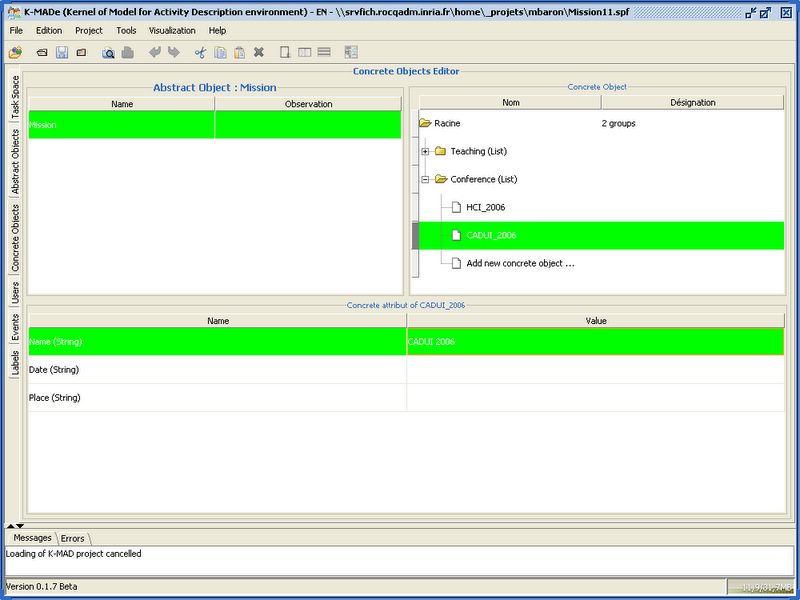 K-MADe (Kernel of Model for Activity Description environment) - EN - \\srvfich.rocqadm.inria.fr\home\_projets\mbaron\Mission11.spf
File Edition Project Tools Visualization Help
Concrete Objects Editor
Task Space
Abstract Objects
Concrete Objects
Users
Events
Labels
Abstract Object : Mission
Name Observation
Mission
Concrete Object
Nom Désignation
Racine 2 groups
Teaching (List)
Conference (List)
HCI_2006
CADUI_2006
Add new concrete object ...
Concrete attribut of CADUI_2006
Name Value
Name (String) CADUI 2006
Date (String)
Place (String)
Messages Errors
Loading of K-MAD project cancelled
Version 0.1.7 Beta